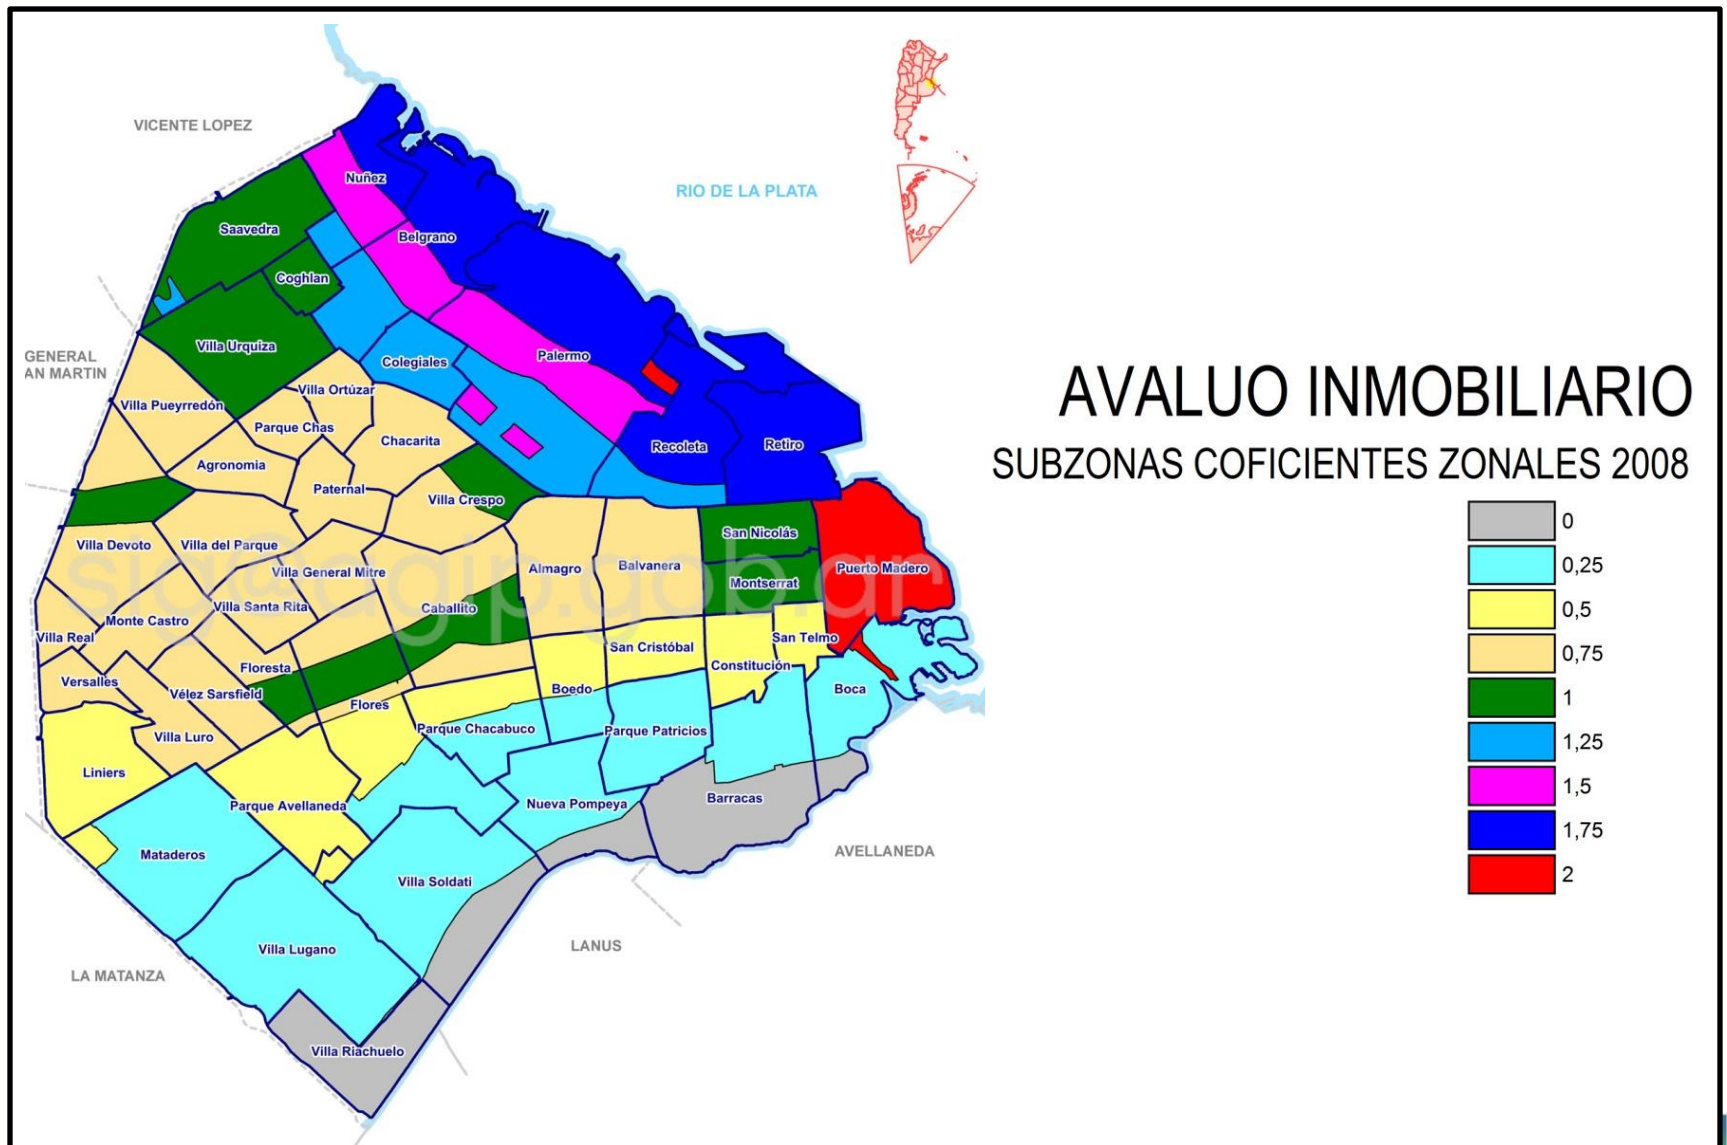 VICENTE LOPEZ
RIO DE LA PLATA
Nuñez
Saavedra
Belgrano
Coghlan
Villa Urquiza
GENERAL
AN MARTIN
Colegiales
Palermo
Villa Ortúzar
Villa Pueyrredón
Parque Chas
Chacarita
Recoleta
Retiro
Agronomia
Paternal
Villa Crespo
San Nicolás
Villa Devoto
Villa del Parque
Villa General Mitre
Almagro
Balvanera
Puerto Madero
Montserrat
sig@agip.gob.ar
Villa Santa Rita
Caballito
Monte Castro
Villa Real
San Telmo
San Cristóbal
Constitución
Floresta
Versalles
Vélez Sarsfield
Boedo
Boca
Flores
Parque Chacabuco
Parque Patricios
Villa Luro
Liniers
Parque Avellaneda
Nueva Pompeya
Barracas
Mataderos
AVELLANEDA
Villa Soldati
Villa Lugano
LANUS
LA MATANZA
Villa Riachuelo
AVALUO INMOBILIARIO
SUBZONAS COFICIENTES ZONALES 2008
0
0,25
0,5
0,75
1
1,25
1,5
1,75
2